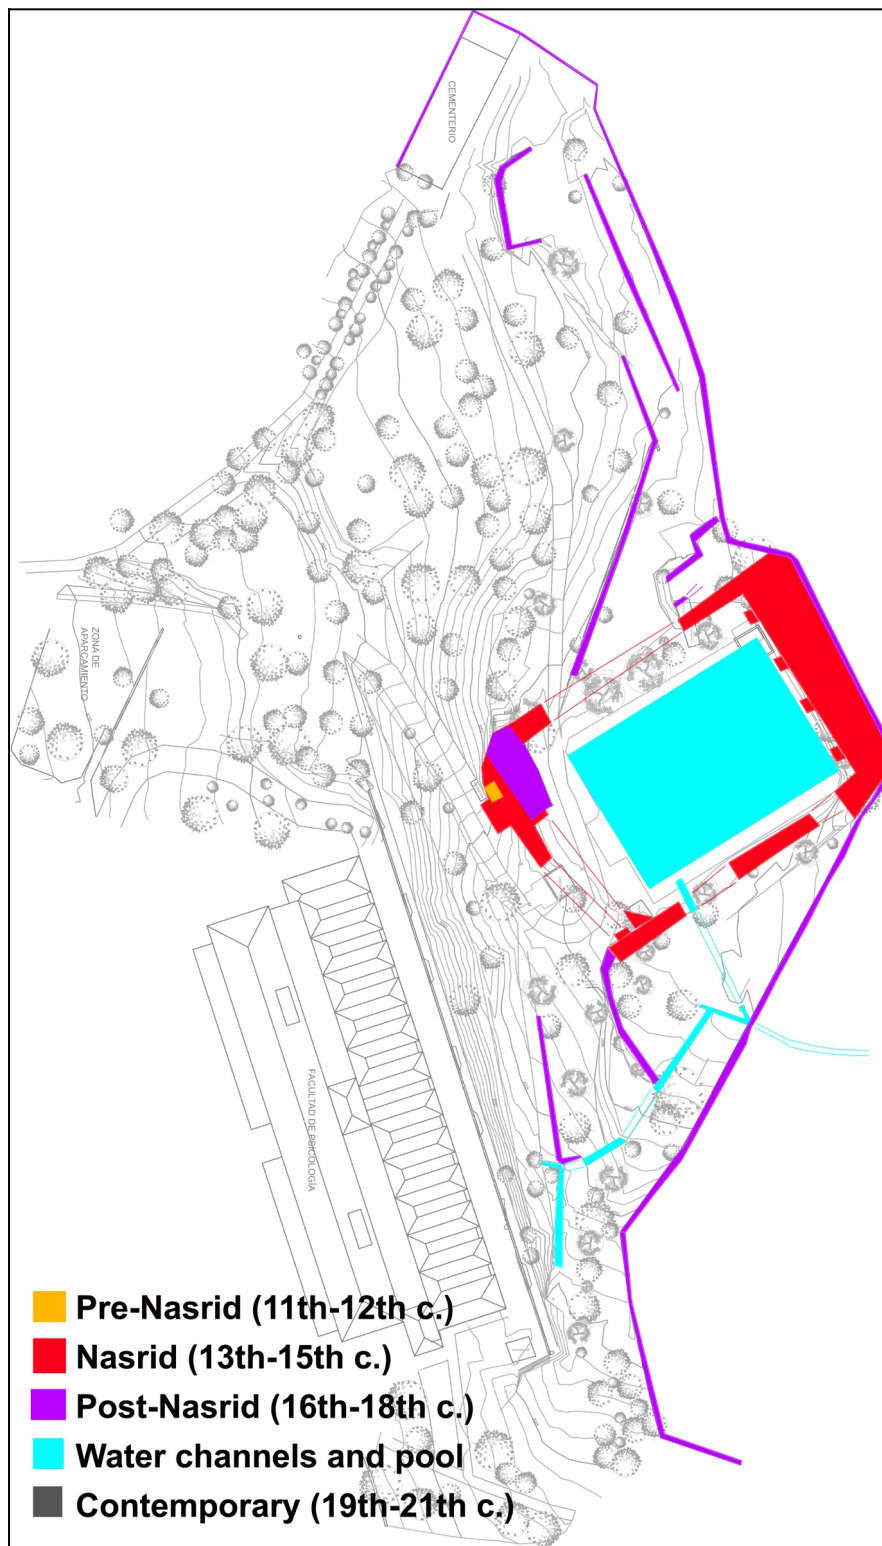 CEMENTERIO
ZONA DE
APARCAMIENTO
FACULTAD DE PSICOLOGÍA
Pre-Nasrid (11th-12th c.)
Nasrid (13th-15th c.)
Post-Nasrid (16th-18th c.)
Water channels and pool
Contemporary (19th-21th c.)